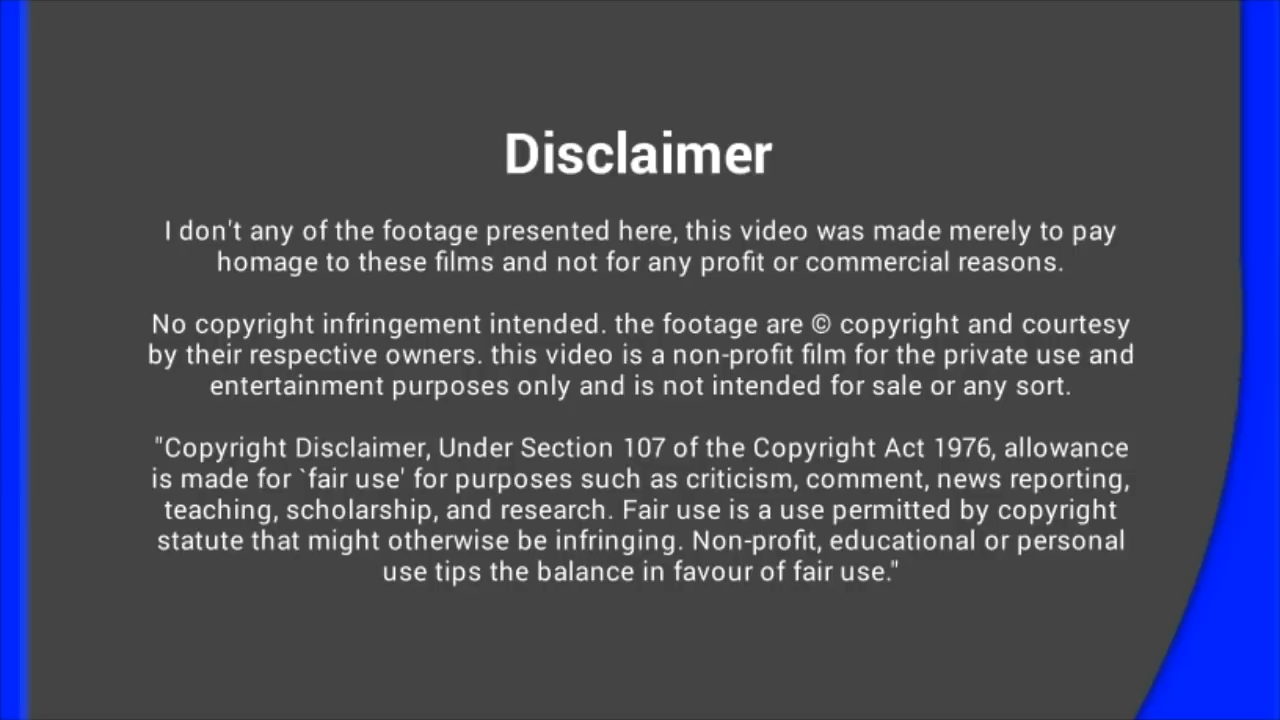 Disclaimer
I don't any of the footage presented here, this video was made merely to pay
homage to these films and not for any profit or commercial reasons.
No copyright infringement intended. the footage are © copyright and courtesy
by their respective owners. this video is a non-profit film for the private use and
entertainment purposes only and is not intended for sale or any sort.
"Copyright Disclaimer, Under Section 107 of the Copyright Act 1976, allowance
is made for `fair use' for purposes such as criticism, comment, news reporting,
teaching, scholarship, and research. Fair use is a use permitted by copyright
statute that might otherwise be infringing. Non-profit, educational or personal
use tips the balance in favour of fair use."